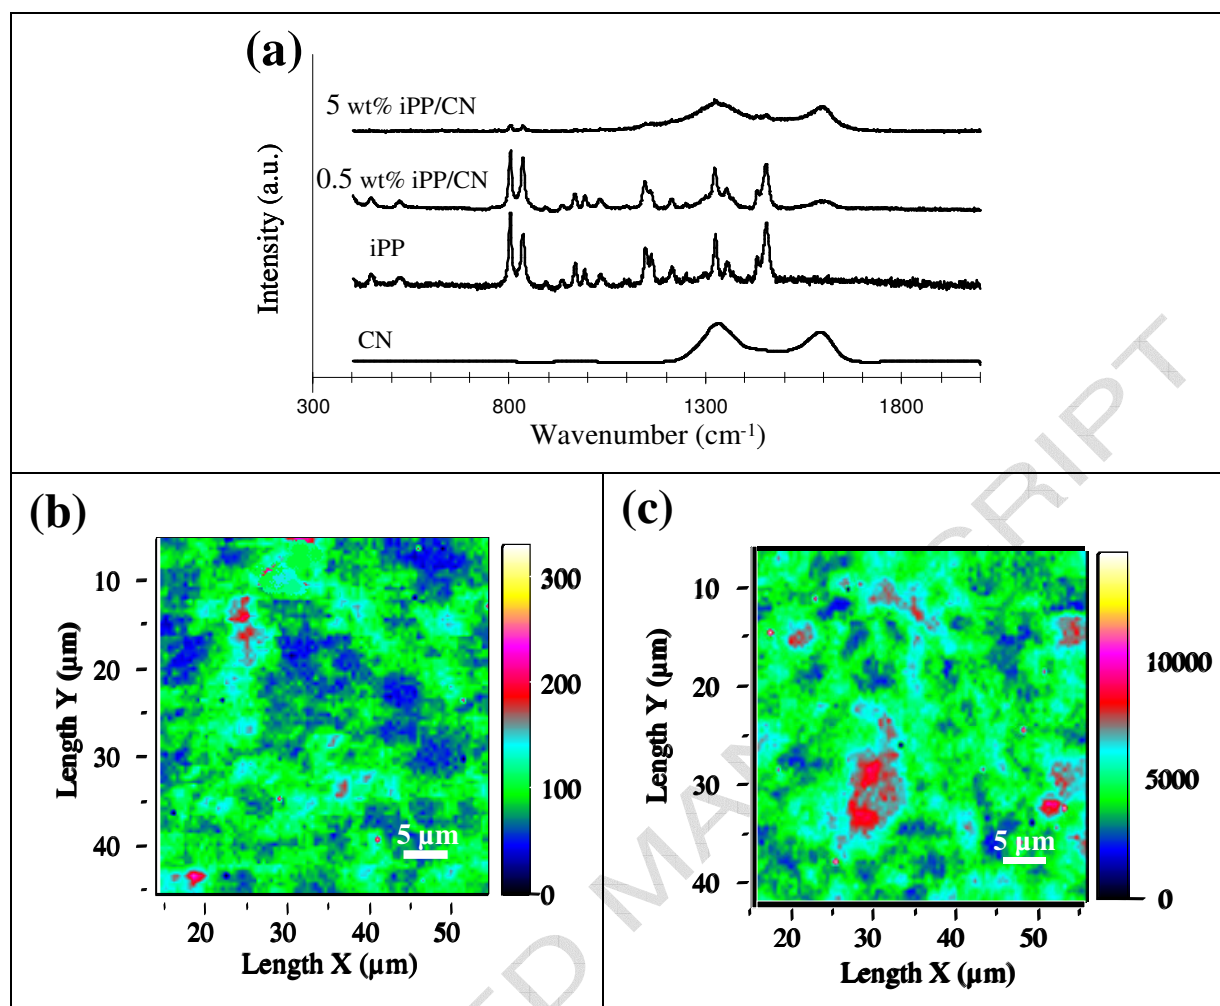 (a)
5 wt% iPP/CN
0.5 wt% iPP/CN
iPP
CN
Intensity (a.u.)
300 800 1300 1800
Wavenumber (cm-1)
(b)
10
20
30
40
Length Y (µm)
20 30 40 50
Length X (µm)
5 µm
300
200
100
0
(c)
10
20
30
40
Length Y (µm)
20 30 40 50
Length X (µm)
5 µm
10000
5000
0